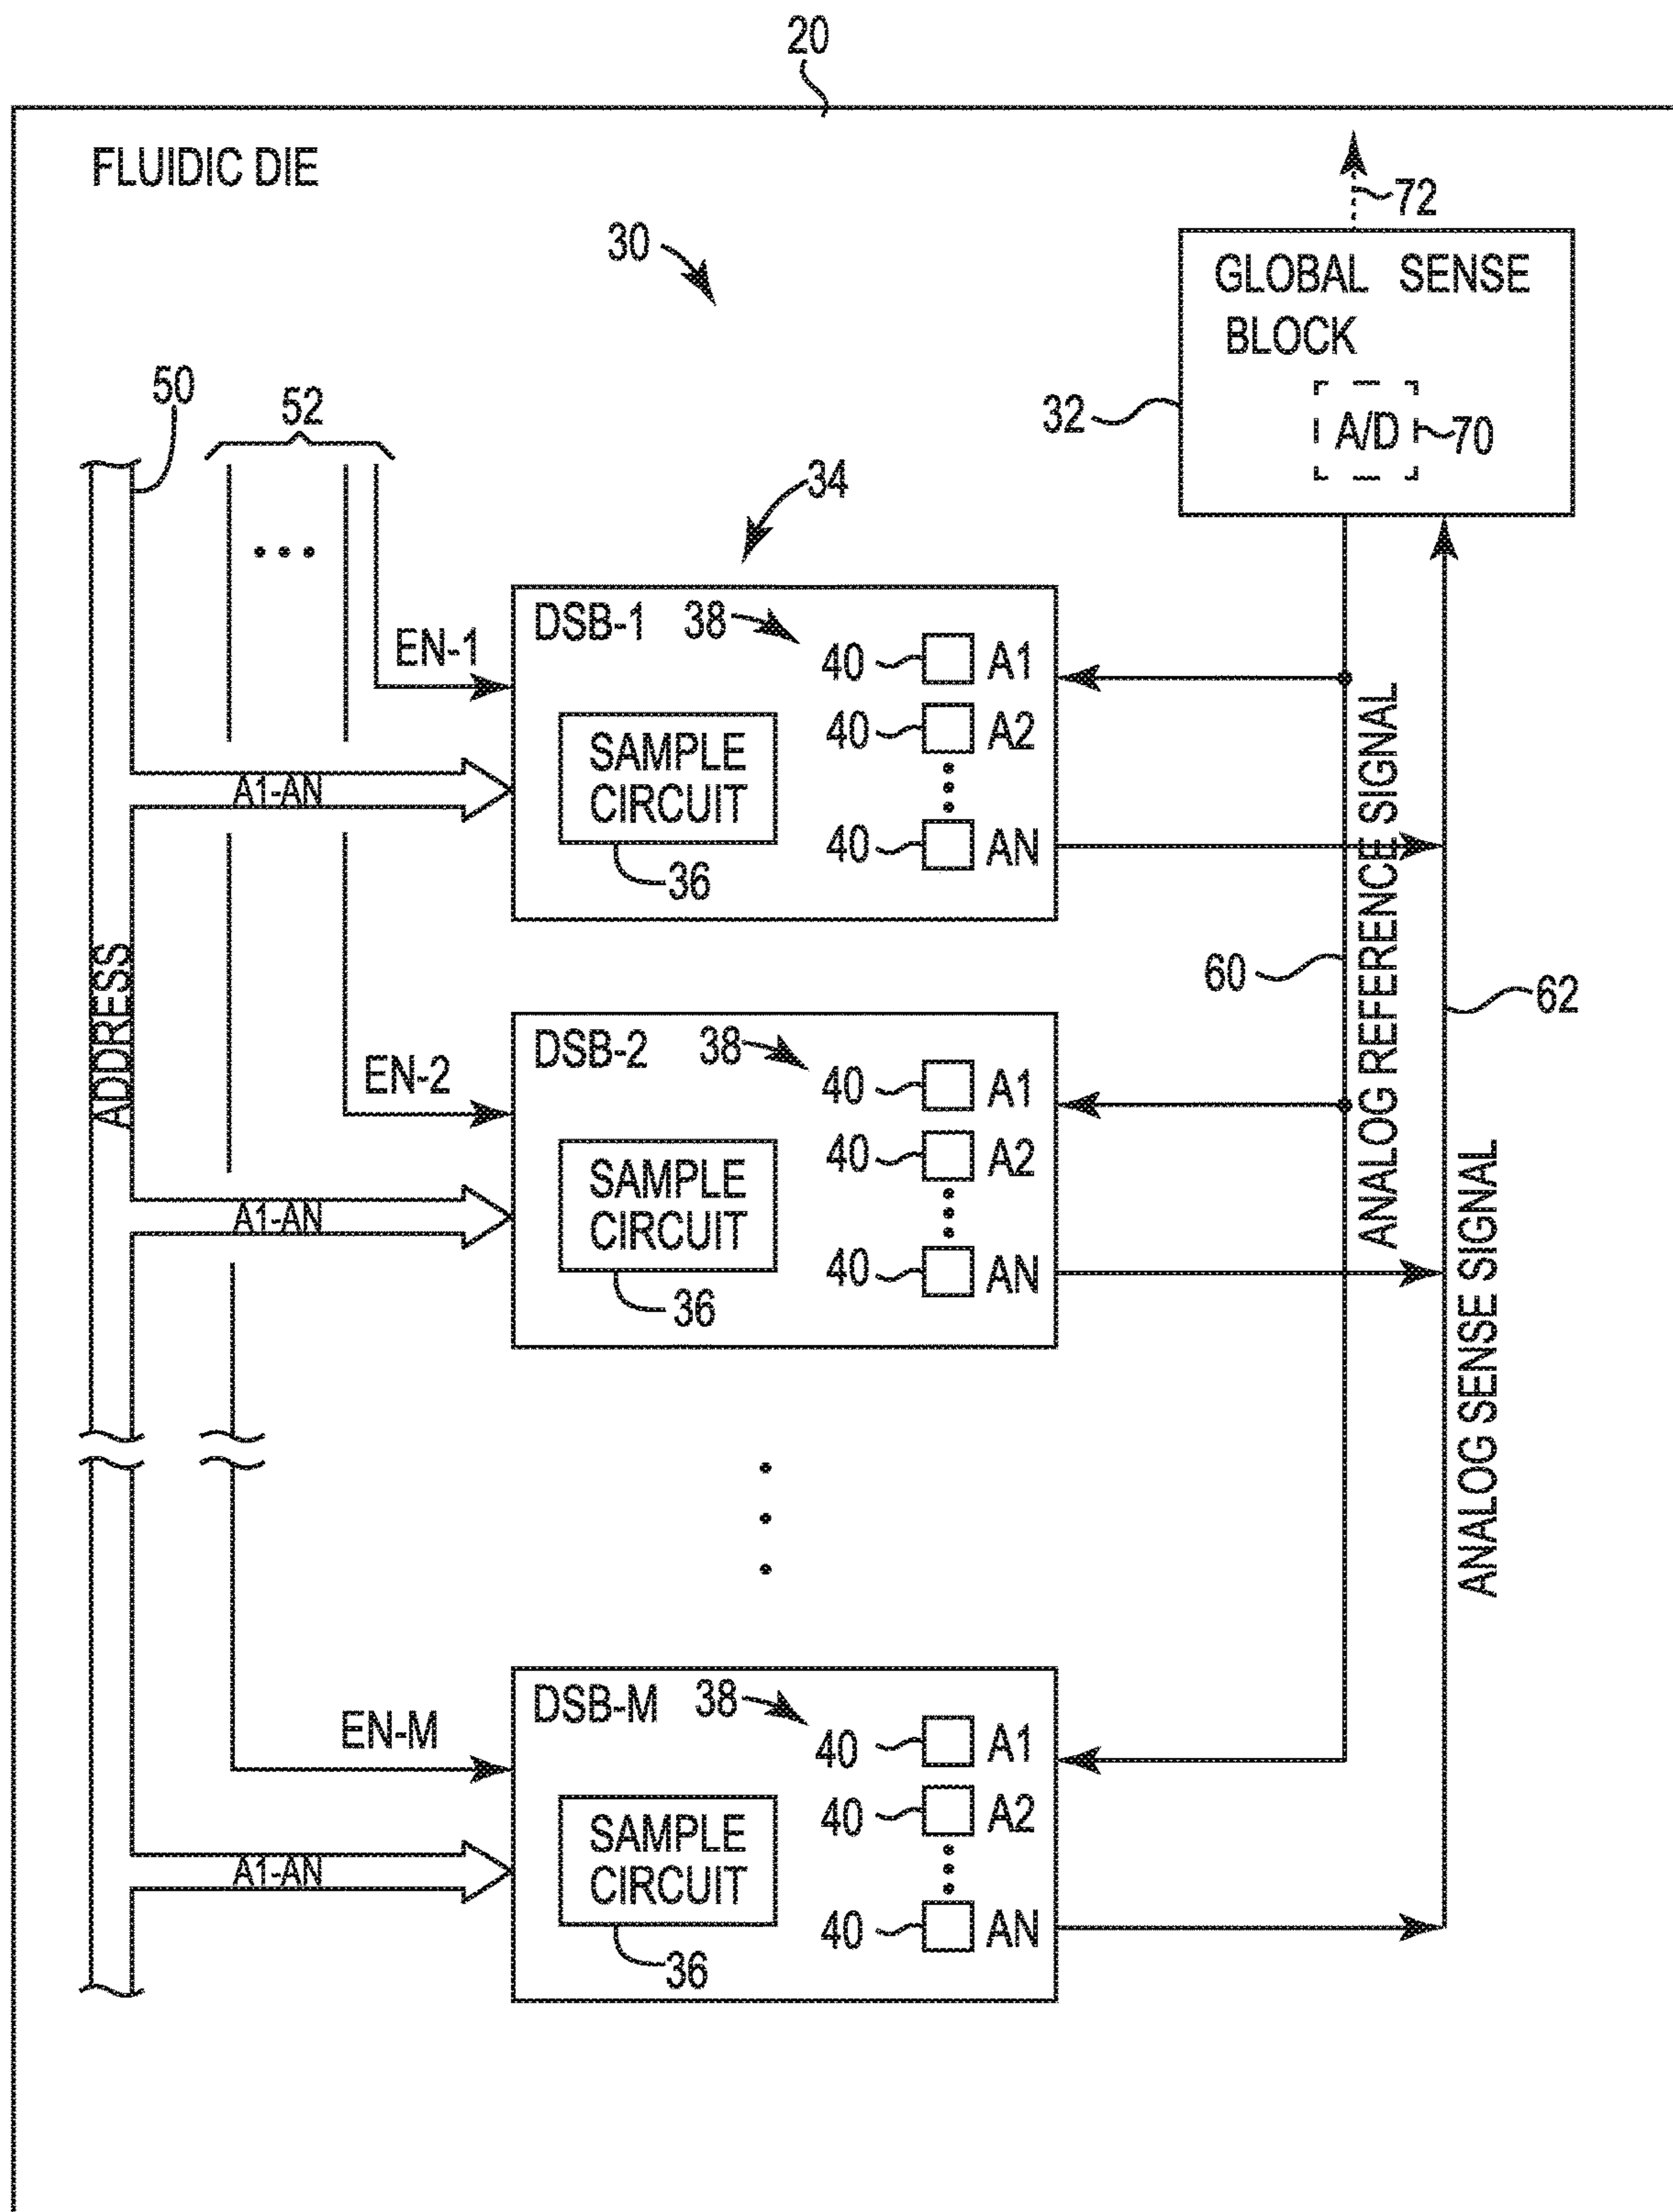 20
FLUIDIC DIE
72
30
GLOBAL SENSE
BLOCK
50
52
32
A/D
70
34
DSB-1
38
40
A1
EN-1
40
A2
SAMPLE
CIRCUIT
A1-AN
40
AN
36
ANALOG REFERENCE SIGNAL
60
62
ADDRESS
DSB-2
38
40
A1
EN-2
40
A2
SAMPLE
CIRCUIT
A1-AN
40
AN
36
ANALOG SENSE SIGNAL
DSB-M
38
40
A1
EN-M
40
A2
SAMPLE
CIRCUIT
A1-AN
40
AN
36